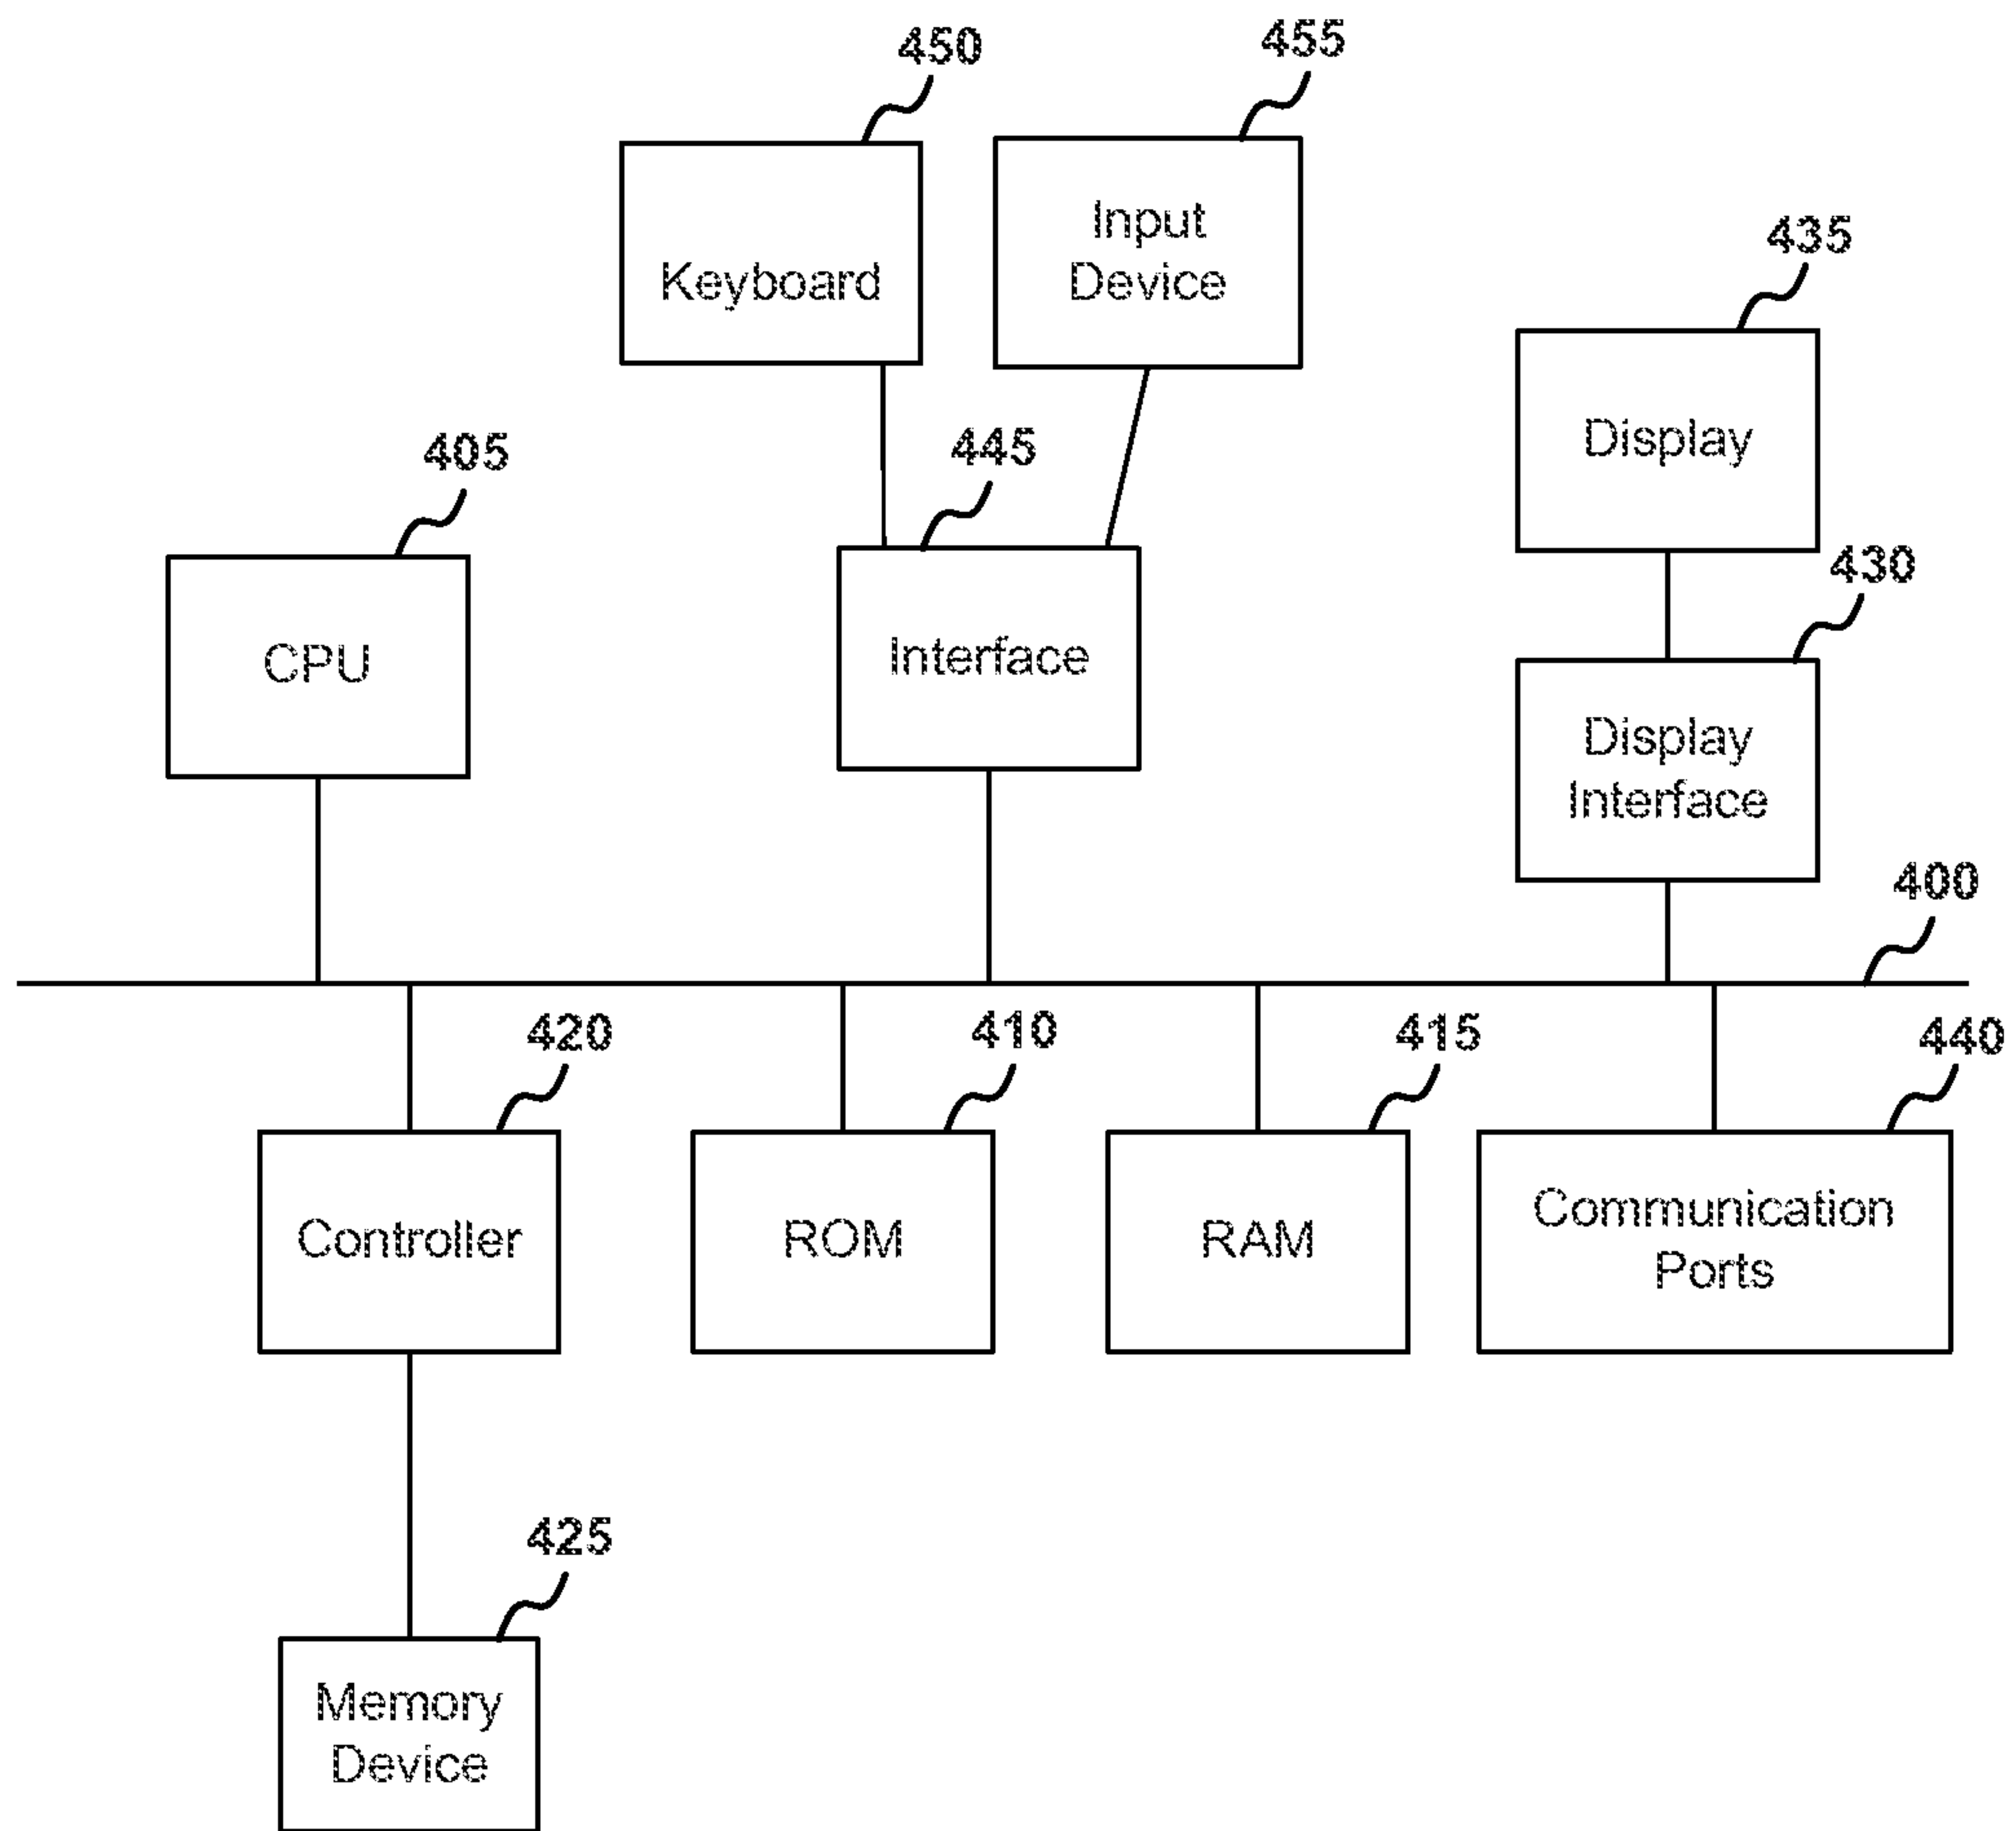 450
455
Keyboard
Input
Device
435
405
445
Display
430
CPU
Interface
Display
Interface
400
420
410
415
440
Controller
ROM
RAM
Communication
Ports
425
Memory
Device